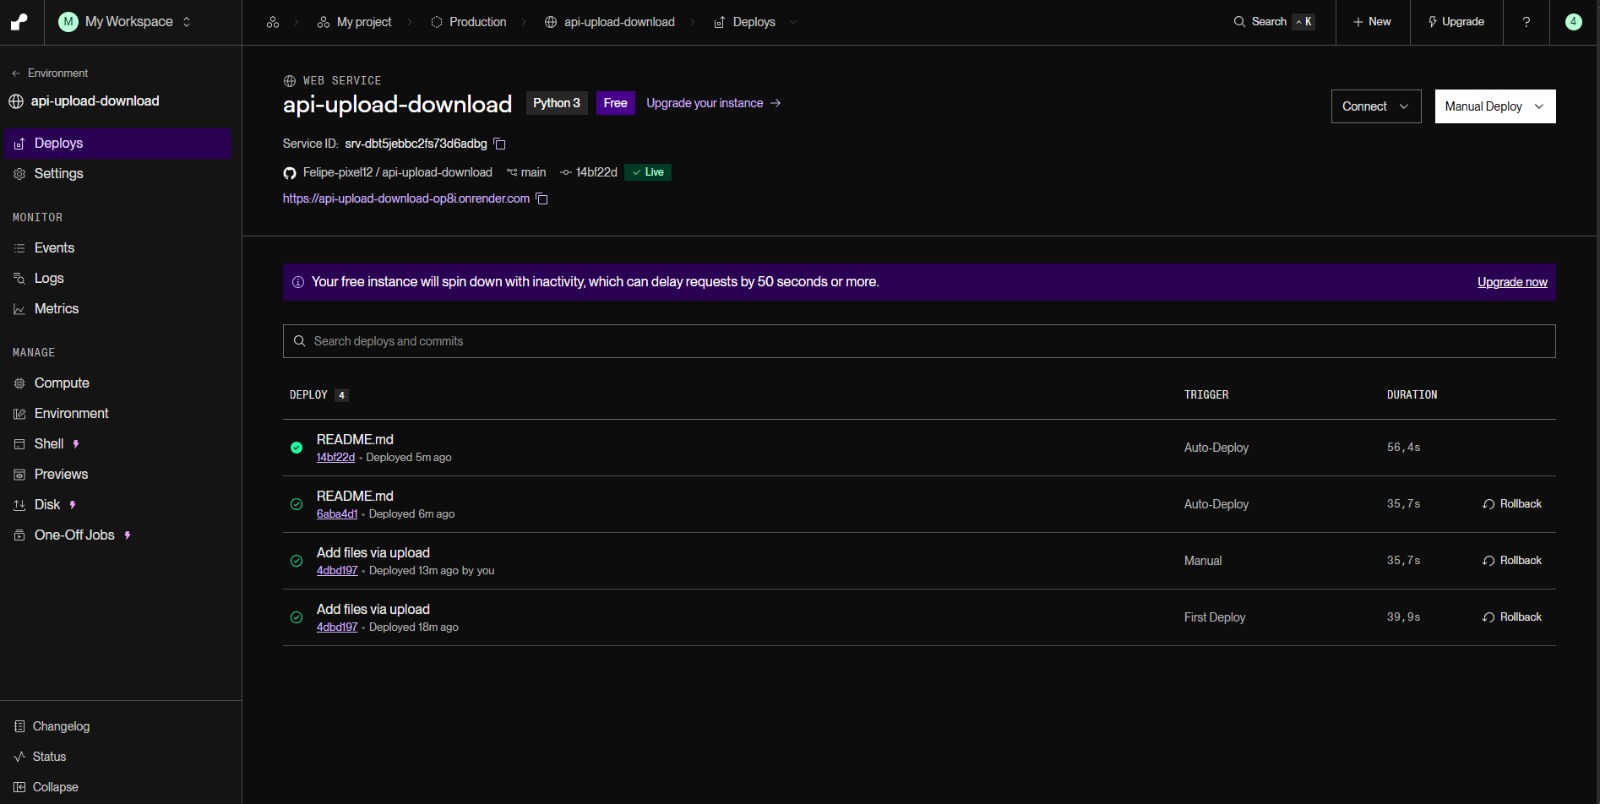 M My Workspace
My project
Production
api-upload-download
Deploys
Search ^ K
+ New
Upgrade
?
4
← Environment
api-upload-download
Deploys
Settings
MONITOR
Events
Logs
Metrics
MANAGE
Compute
Environment
Shell
Previews
Disk
One-Off Jobs
Changelog
Status
Collapse
WEB SERVICE
api-upload-download Python 3 Free Upgrade your instance →
Connect
Manual Deploy
Service ID: srv-dbt5jebbc2fs73d6adbg
Felipe-pixel12 / api-upload-download main 14bf22d ✓ Live
https://api-upload-download-op8i.onrender.com
Your free instance will spin down with inactivity, which can delay requests by 50 seconds or more. Upgrade now
Search deploys and commits
DEPLOY 4 TRIGGER DURATION
README.md
14bf22d • Deployed 5m ago
Auto-Deploy
56,4s
README.md
6aba4d1 • Deployed 6m ago
Auto-Deploy
35,7s
Rollback
Add files via upload
4dbd197 • Deployed 13m ago by you
Manual
35,7s
Rollback
Add files via upload
4dbd197 • Deployed 18m ago
First Deploy
39,9s
Rollback